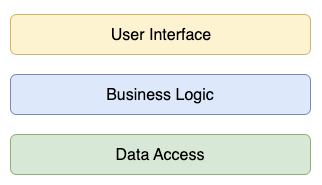 User Interface
Business Logic
Data Access